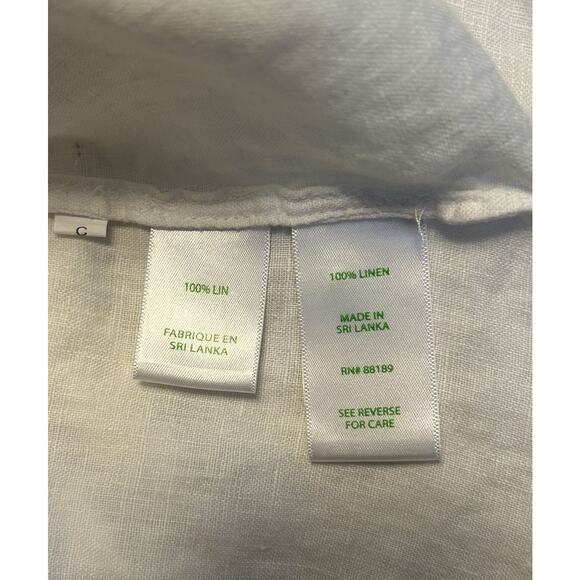 C
100% LIN
FABRIQUE EN
SRI LANKA
100% LINEN
MADE IN
SRI LANKA
RN# 88189
SEE REVERSE
FOR CARE